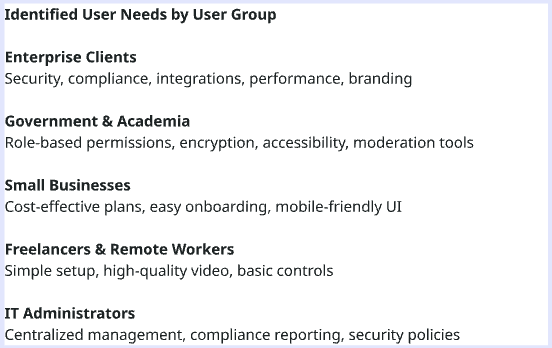 Identified User Needs by User Group
Enterprise Clients
Security, compliance, integrations, performance, branding
Government & Academia
Role-based permissions, encryption, accessibility, moderation tools
Small Businesses
Cost-effective plans, easy onboarding, mobile-friendly UI
Freelancers & Remote Workers
Simple setup, high-quality video, basic controls
IT Administrators
Centralized management, compliance reporting, security policies